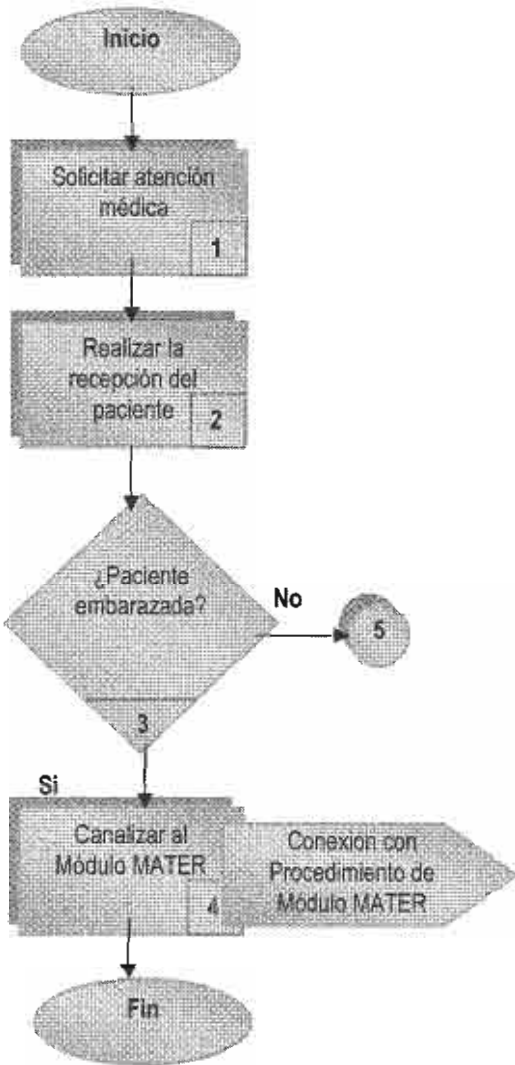 Inicio
Solicitar atención
médica
1
Realizar la
recepción del
paciente
2
¿Paciente
embarazada?
No
5
3
Si
Canalizar al
Módulo MATER
4
Conexion con
Procedimiento de
Módulo MATER
Fin